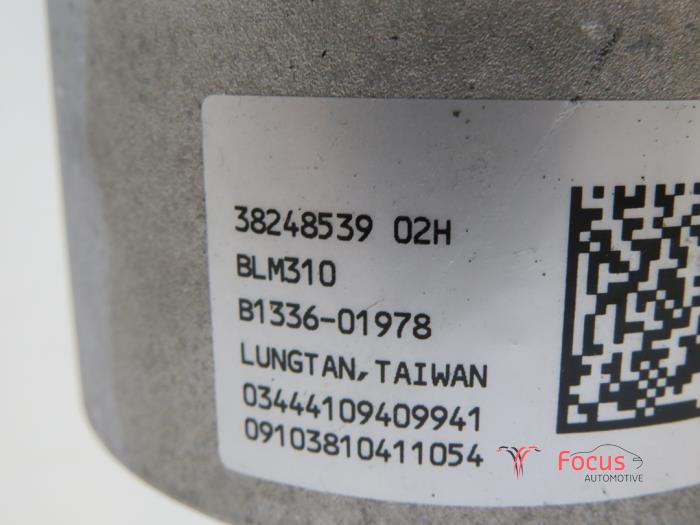 38248539 02H
BLM310
B1336-01978
LUNGTAN, TAIWAN
03444109409941
09103810411054
Focus
AUTOMOTIVE